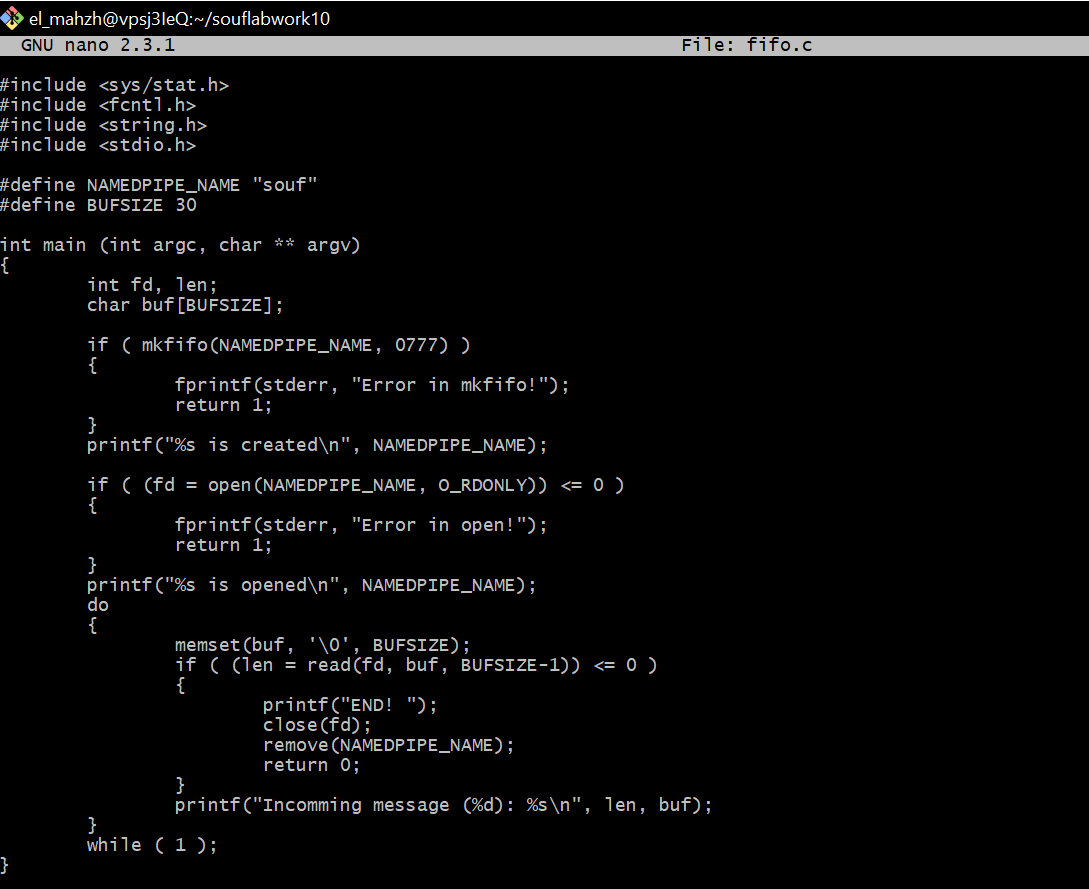 el_mahzh@vpsj3IeQ:~/souflabwork10
GNU nano 2.3.1 File: fifo.c
#include <sys/stat.h>
#include <fcntl.h>
#include <string.h>
#include <stdio.h>
#define NAMEDPIPE_NAME "souf"
#define BUFSIZE 30
int main (int argc, char ** argv)
{
int fd, len;
char buf[BUFSIZE];
if ( mkfifo(NAMEDPIPE_NAME, 0777) )
{
fprintf(stderr, "Error in mkfifo!");
return 1;
}
printf("%s is created\n", NAMEDPIPE_NAME);
if ( (fd = open(NAMEDPIPE_NAME, O_RDONLY)) <= 0 )
{
fprintf(stderr, "Error in open!");
return 1;
}
printf("%s is opened\n", NAMEDPIPE_NAME);
do
{
memset(buf, '\0', BUFSIZE);
if ( (len = read(fd, buf, BUFSIZE-1)) <= 0 )
{
printf("END! ");
close(fd);
remove(NAMEDPIPE_NAME);
return 0;
}
printf("Incomming message (%d): %s\n", len, buf);
}
while ( 1 );
}